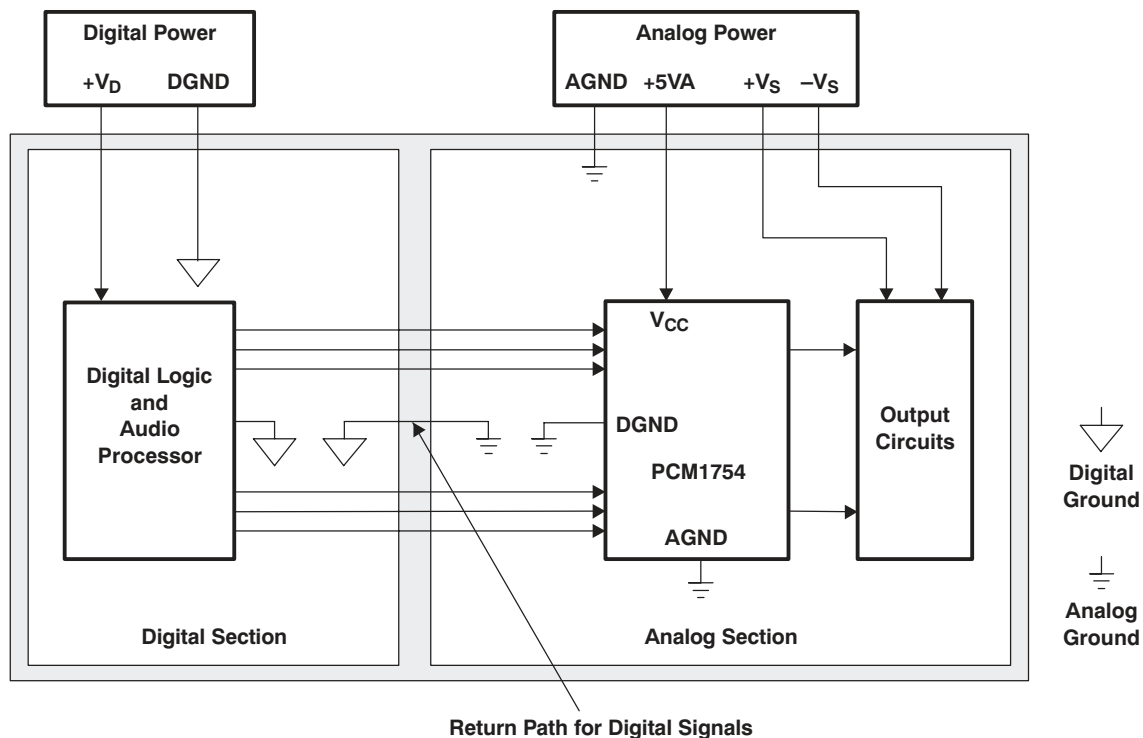 Digital Power
+VD DGND
Analog Power
AGND +5VA +VS –VS
Digital Logic
and
Audio
Processor
VCC
DGND
PCM1754
AGND
Output
Circuits
Digital
Ground
Analog
Ground
Digital Section
Analog Section
Return Path for Digital Signals